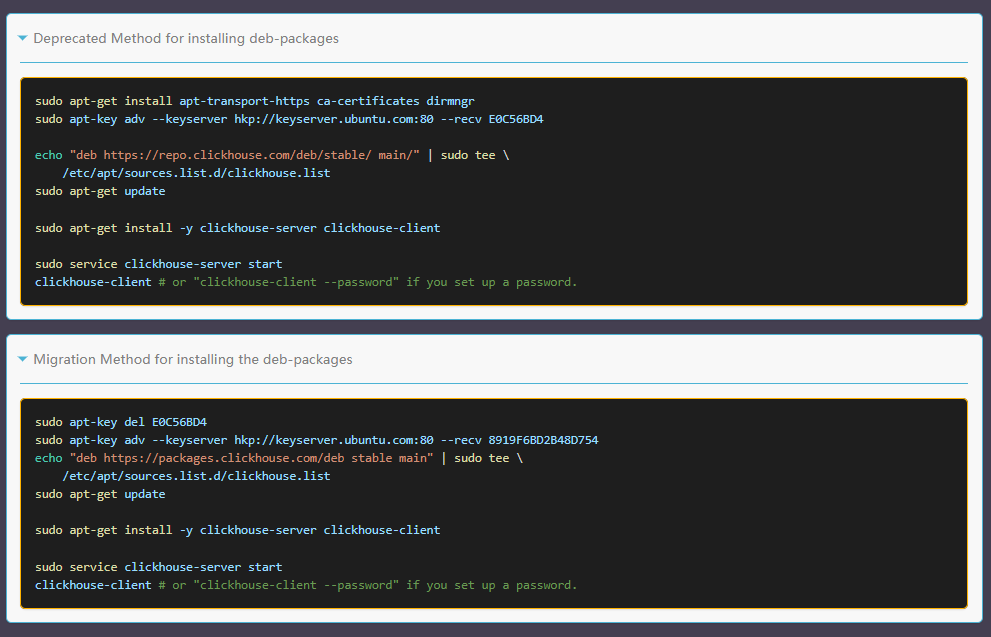 Deprecated Method for installing deb-packages
sudo apt-get install apt-transport-https ca-certificates dirmngr
sudo apt-key adv --keyserver hkp://keyserver.ubuntu.com:80 --recv E0C56BD4
echo "deb https://repo.clickhouse.com/deb/stable/ main/" | sudo tee \
    /etc/apt/sources.list.d/clickhouse.list
sudo apt-get update
sudo apt-get install -y clickhouse-server clickhouse-client
sudo service clickhouse-server start
clickhouse-client # or "clickhouse-client --password" if you set up a password.
Migration Method for installing the deb-packages
sudo apt-key del E0C56BD4
sudo apt-key adv --keyserver hkp://keyserver.ubuntu.com:80 --recv 8919F6BD2B48D754
echo "deb https://packages.clickhouse.com/deb stable main" | sudo tee \
    /etc/apt/sources.list.d/clickhouse.list
sudo apt-get update
sudo apt-get install -y clickhouse-server clickhouse-client
sudo service clickhouse-server start
clickhouse-client # or "clickhouse-client --password" if you set up a password.